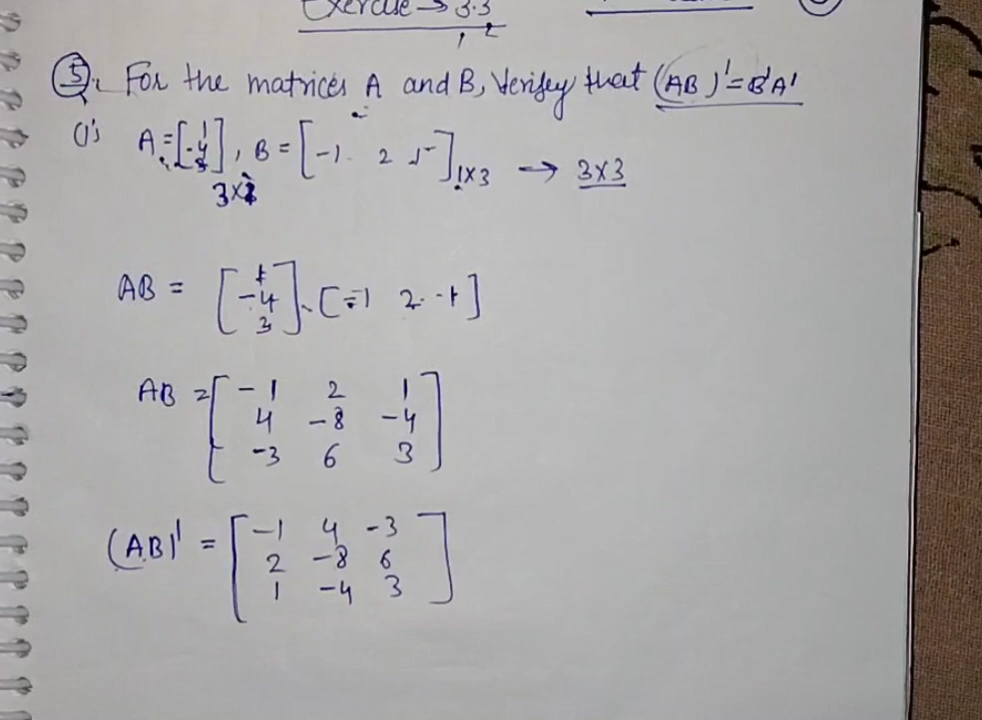 Exercise → 3.3
Q5. For the matrices A and B, Verifey that (AB)' = B'A'
(i) A = [1 -4 3], B = [-1 2 1]1×3 → 3×3
3×1
AB = [1 -4 3] . [-1 2 1]
AB = [-1 2 1
4 -8 -4
-3 6 3]
(AB)' = [-1 4 -3
2 -8 6
1 -4 3]